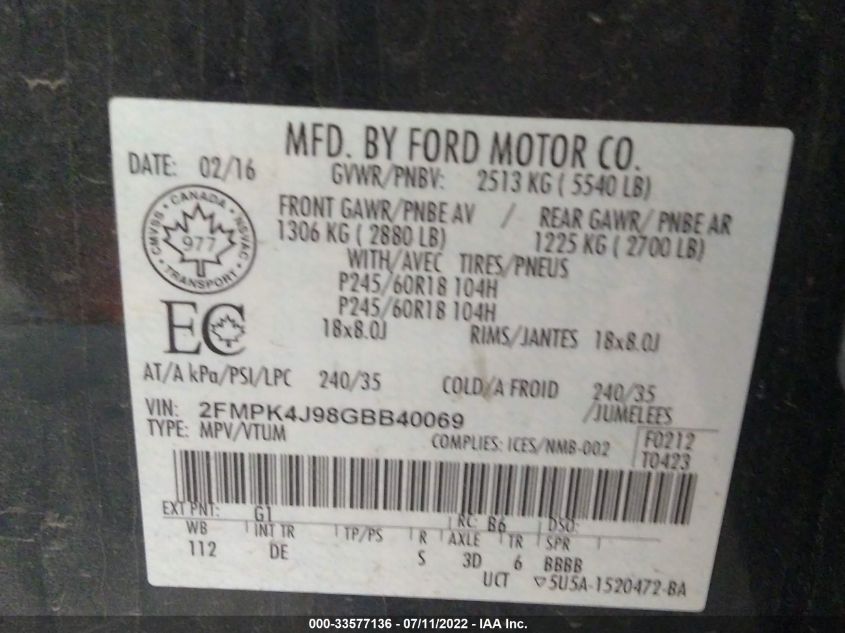 MFD. BY FORD MOTOR CO.
DATE: 02/16
GVWR/PNBV: 2513 KG ( 5540 LB)
FRONT GAWR/PNBE AV / REAR GAWR/ PNBE AR
1306 KG ( 2880 LB) 1225 KG ( 2700 LB)
CANADA
CMVSS NSVAC
977
TRANSPORT
WITH/AVEC TIRES/PNEUS
P245/60R18 104H
P245/60R18 104H
EC
18x8.0J RIMS/JANTES 18x8.0J
AT/A kPa/PSI/LPC 240/35 COLD/A FROID 240/35
/JUMELEES
VIN: 2FMPK4J98GBB40069
TYPE: MPV/VTUM COMPLIES: ICES/NMB-002
F0212
T0423
EXT PNT: G1 RC: B6 DSO:
WB INT TR TP/PS R AXLE TR SPR
112 DE S 3D 6 BBBB
UCT ▽5U5A-1520472-BA
000-33577136 - 07/11/2022 - IAA Inc.